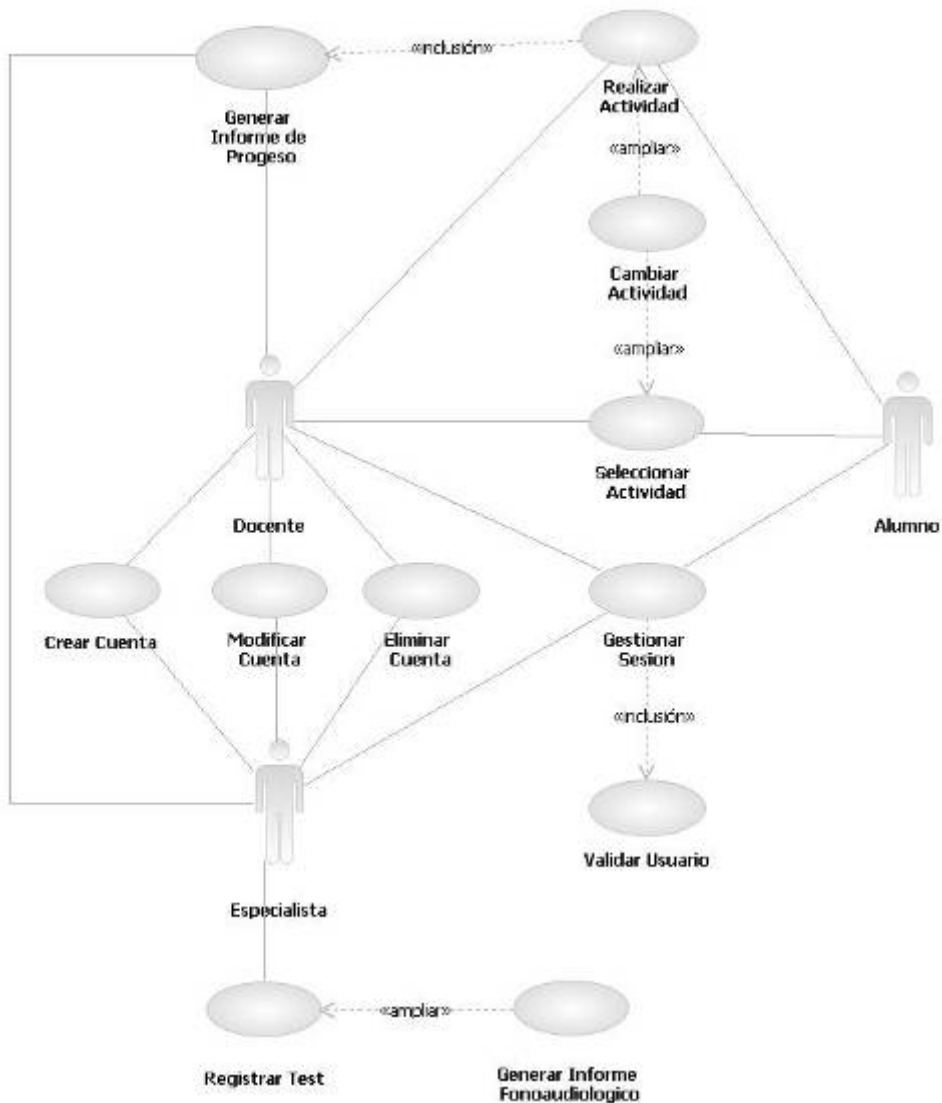 «inclusión»
Realizar
Actividad
Generar
Informe de
Progeso
«ampliar»
Cambiar
Actividad
«ampliar»
Seleccionar
Actividad
Docente
Alumno
Crear Cuenta
Modificar
Cuenta
Eliminar
Cuenta
Gestionar
Sesion
«inclusión»
Validar Usuario
Especialista
«ampliar»
Registrar Test
Generar Informe
Fonoaudiologico